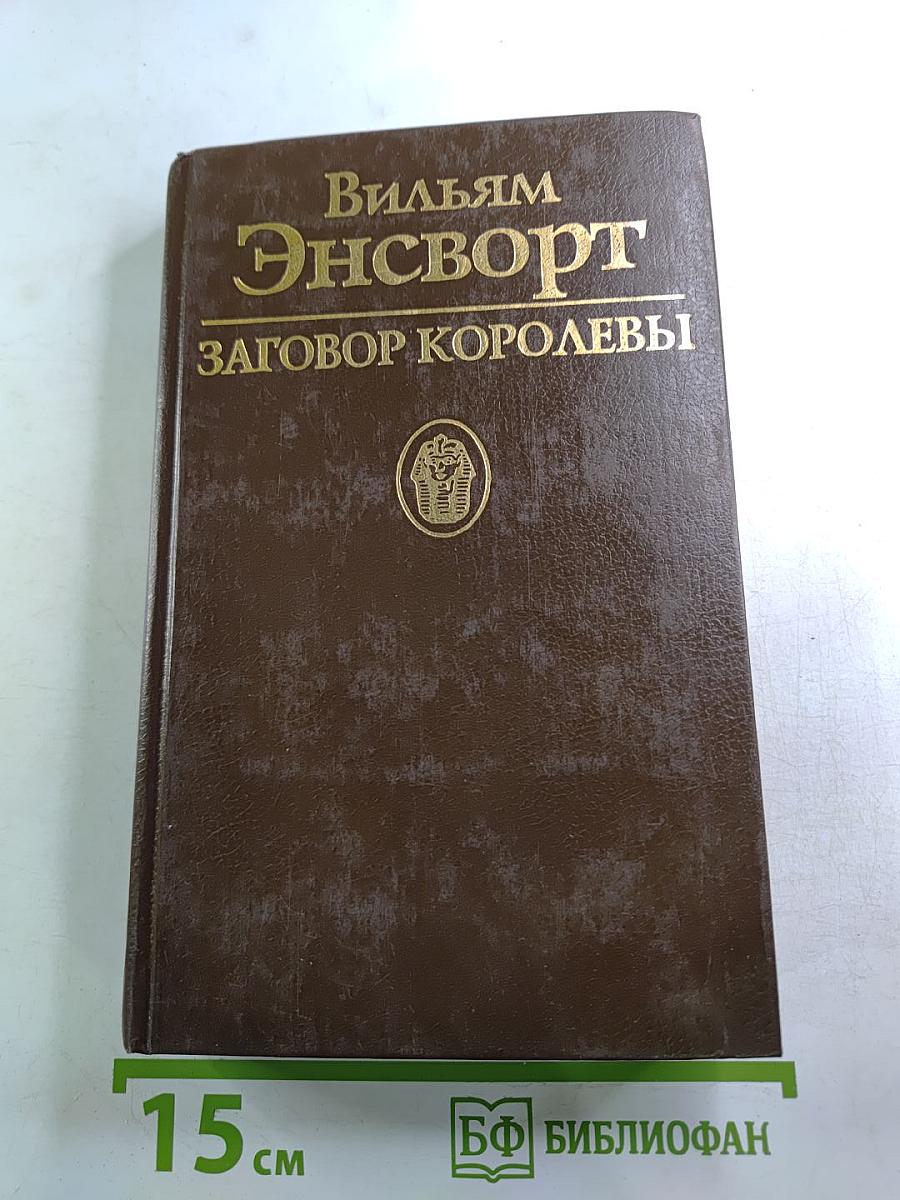 Вильям
Энсворт
ЗАГОВОР КОРОЛЕВЫ
15 см
БФ БИБЛИОФАН